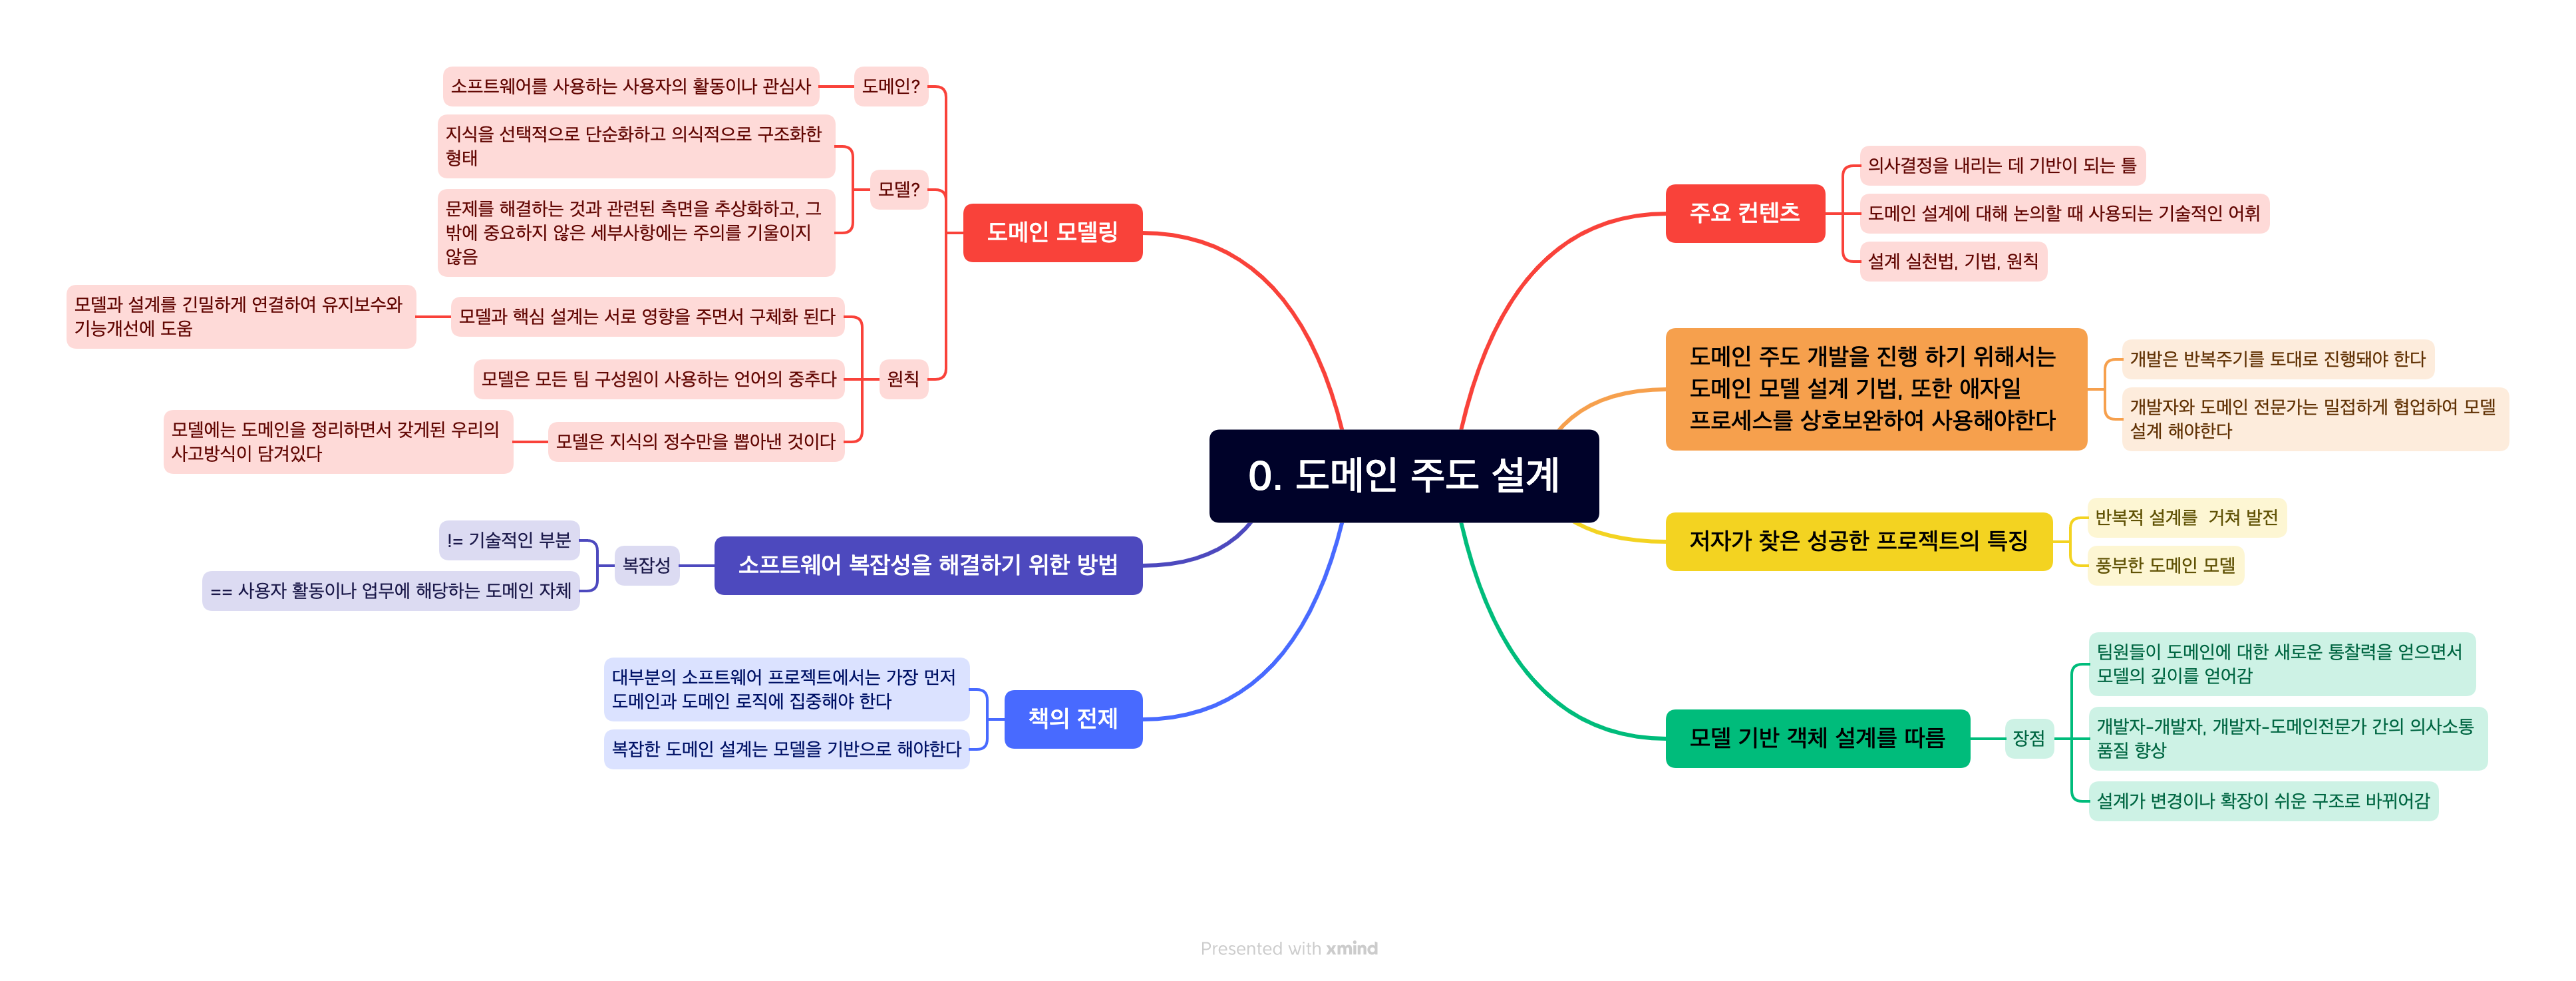 0. 도메인 주도 설계
주요 컨텐츠
의사결정을 내리는 데 기반이 되는 틀
도메인 설계에 대해 논의할 때 사용되는 기술적인 어휘
설계 실천법, 기법, 원칙
도메인 주도 개발을 진행 하기 위해서는
도메인 모델 설계 기법, 또한 애자일
프로세스를 상호보완하여 사용해야한다
개발은 반복주기를 토대로 진행돼야 한다
개발자와 도메인 전문가는 밀접하게 협업하여 모델
설계 해야한다
저자가 찾은 성공한 프로젝트의 특징
반복적 설계를  거쳐 발전
풍부한 도메인 모델
모델 기반 객체 설계를 따름
장점
팀원들이 도메인에 대한 새로운 통찰력을 얻으면서
모델의 깊이를 얻어감
개발자-개발자, 개발자-도메인전문가 간의 의사소통
품질 향상
설계가 변경이나 확장이 쉬운 구조로 바뀌어감
도메인 모델링
도메인?
소프트웨어를 사용하는 사용자의 활동이나 관심사
모델?
지식을 선택적으로 단순화하고 의식적으로 구조화한
형태
문제를 해결하는 것과 관련된 측면을 추상화하고, 그
밖에 중요하지 않은 세부사항에는 주의를 기울이지
않음
원칙
모델과 핵심 설계는 서로 영향을 주면서 구체화 된다
모델과 설계를 긴밀하게 연결하여 유지보수와
기능개선에 도움
모델은 모든 팀 구성원이 사용하는 언어의 중추다
모델은 지식의 정수만을 뽑아낸 것이다
모델에는 도메인을 정리하면서 갖게된 우리의
사고방식이 담겨있다
소프트웨어 복잡성을 해결하기 위한 방법
복잡성
!= 기술적인 부분
== 사용자 활동이나 업무에 해당하는 도메인 자체
책의 전제
대부분의 소프트웨어 프로젝트에서는 가장 먼저
도메인과 도메인 로직에 집중해야 한다
복잡한 도메인 설계는 모델을 기반으로 해야한다
Presented with xmind